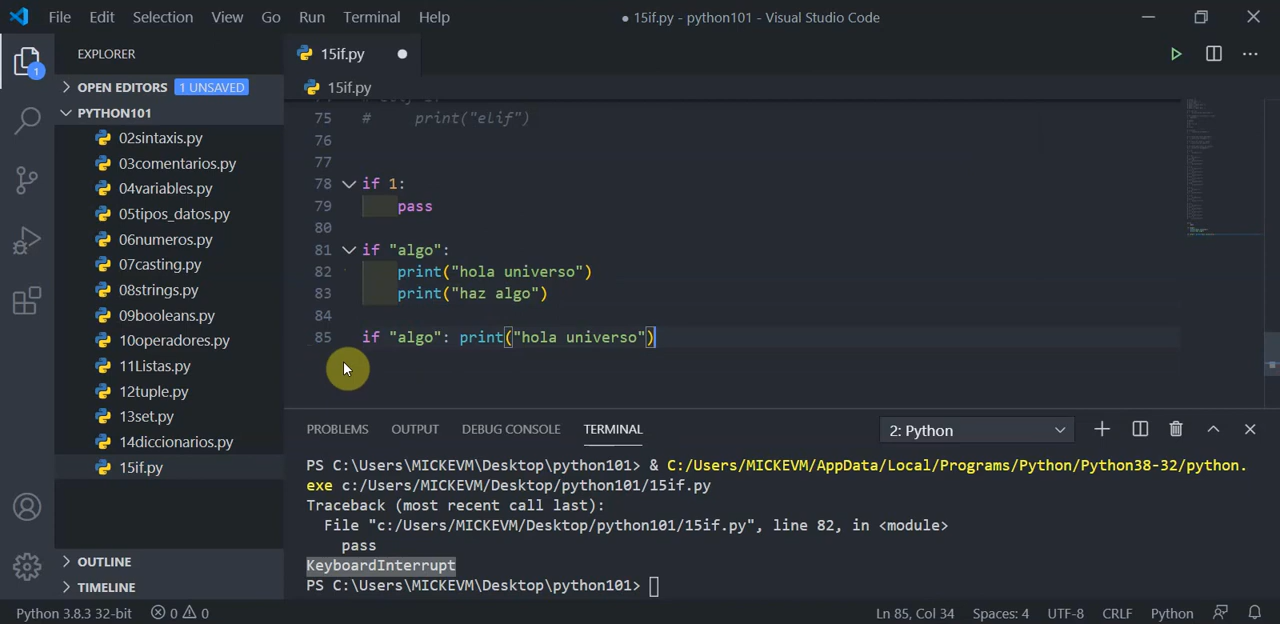 File Edit Selection View Go Run Terminal Help
● 15if.py - python101 - Visual Studio Code
EXPLORER
15if.py
OPEN EDITORS 1 UNSAVED
15if.py
PYTHON101
02sintaxis.py
03comentarios.py
04variables.py
05tipos_datos.py
06numeros.py
07casting.py
08strings.py
09booleans.py
10operadores.py
11Listas.py
12tuple.py
13set.py
14diccionarios.py
15if.py
OUTLINE
TIMELINE
1
75 #     print("elif")
76
77
78 if 1:
79     pass
80
81 if "algo":
82     print("hola universo")
83     print("haz algo")
84
85 if "algo": print("hola universo")
PROBLEMS OUTPUT DEBUG CONSOLE TERMINAL 2: Python
PS C:\Users\MICKEVM\Desktop\python101> & C:/Users/MICKEVM/AppData/Local/Programs/Python/Python38-32/python.
exe c:/Users/MICKEVM/Desktop/python101/15if.py
Traceback (most recent call last):
  File "c:/Users/MICKEVM/Desktop/python101/15if.py", line 82, in <module>
    pass
KeyboardInterrupt
PS C:\Users\MICKEVM\Desktop\python101>
Python 3.8.3 32-bit 0 0 Ln 85, Col 34 Spaces: 4 UTF-8 CRLF Python